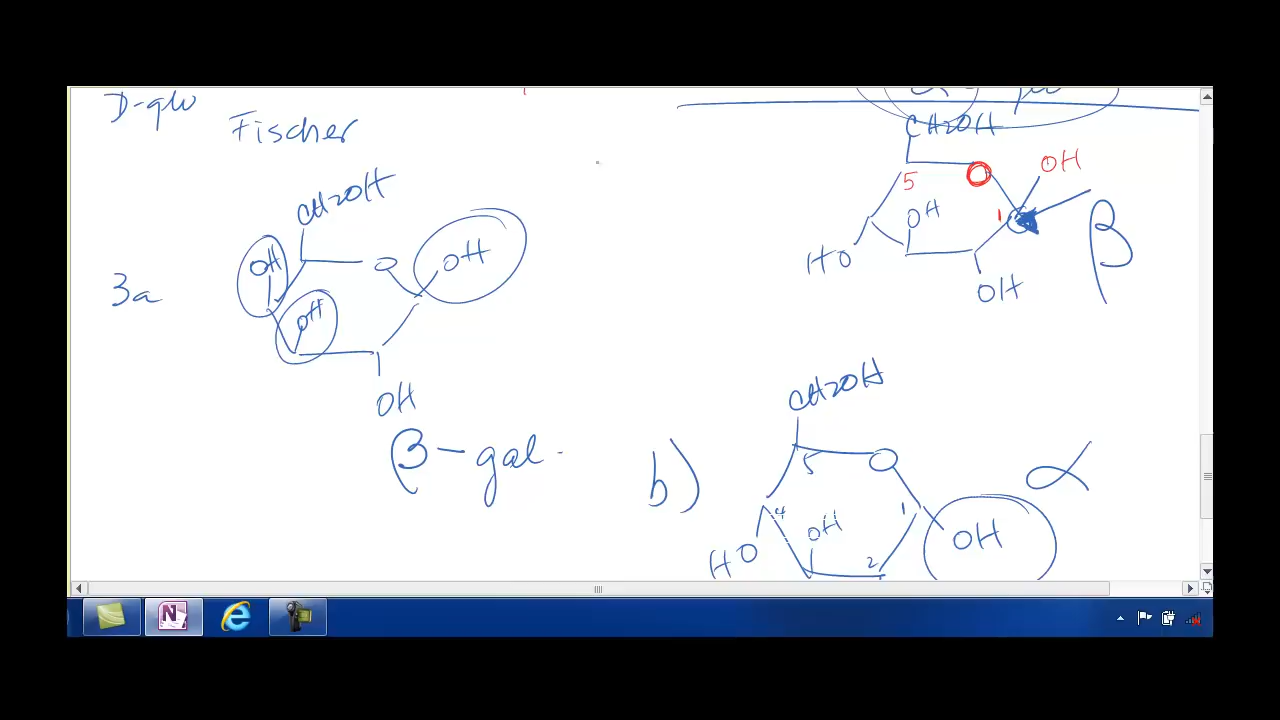 D-glu
Fischer
CH2OH
OH
O
OH
3a
OH
OH
β-gal.
CH2OH
5
O
OH
1
OH
HO
OH
β
b)
CH2OH
5
O
α
4
1
OH
OH
HO
2